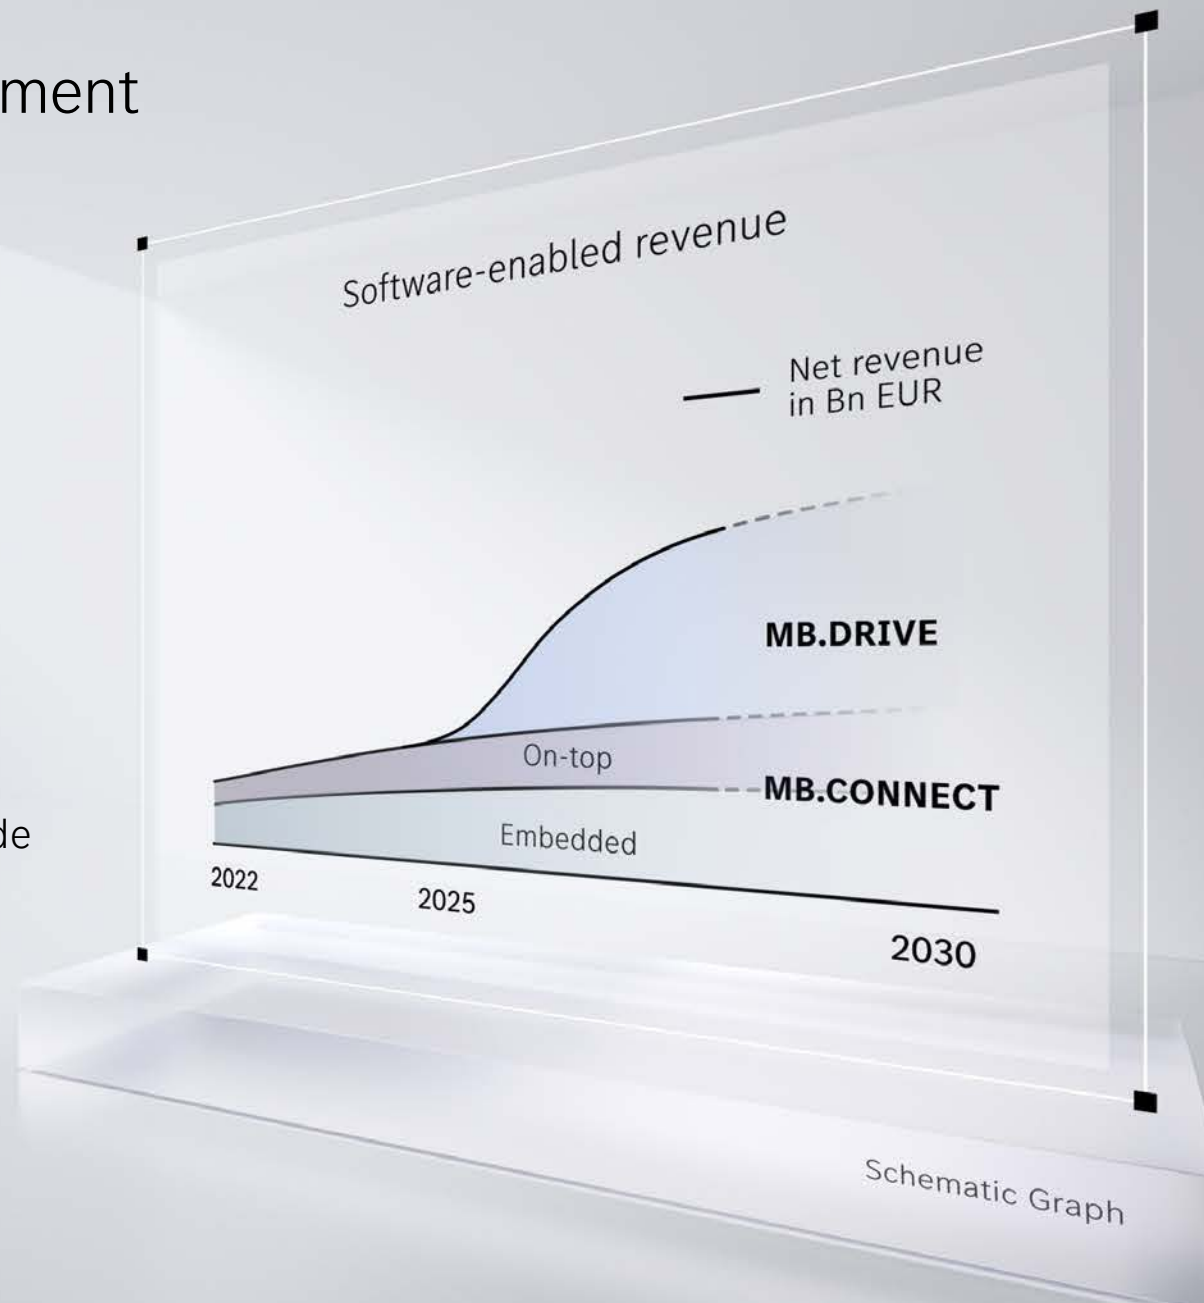 ment
Software-enabled revenue
Net revenue
in Bn EUR
MB.DRIVE
On-top
MB.CONNECT
Embedded
de
2022
2025
2030
Schematic Graph